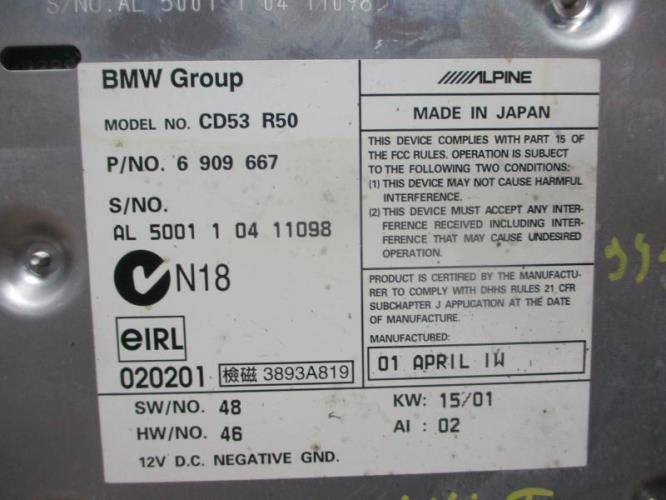 S/NO. AL 5001 1 04 11098
BMW Group
MODEL NO. CD53 R50
P/NO. 6 909 667
S/NO.
AL 5001 1 04 11098
N18
eIRL
020201 檢磁 3893A819
SW/NO. 48
HW/NO. 46
12V D.C. NEGATIVE GND.
ALPINE
MADE IN JAPAN
THIS DEVICE COMPLIES WITH PART 15 OF
THE FCC RULES. OPERATION IS SUBJECT
TO THE FOLLOWING TWO CONDITIONS:
(1) THIS DEVICE MAY NOT CAUSE HARMFUL
INTERFERENCE.
(2) THIS DEVICE MUST ACCEPT ANY INTER-
FERENCE RECEIVED INCLUDING INTER-
FERENCE THAT MAY CAUSE UNDESIRED
OPERATION.
PRODUCT IS CERTIFIED BY THE MANUFACTU-
RER TO COMPLY WITH DHHS RULES 21 CFR
SUBCHAPTER J APPLICATION AT THE DATE
OF MANUFACTURE.
MANUFACTURED:
01 APRIL IW
KW: 15/01
AI : 02